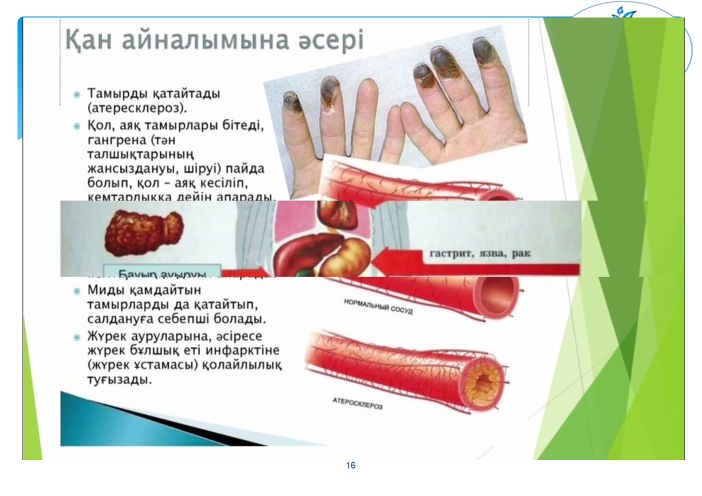 Қан айналымына әсері
Тамырды қатайтады
(атересклероз).
Қол, аяқ тамырлары бітеді,
гангрена (тән
талшықтарының
жансыздануы, шіруі) пайда
болып, қол – аяқ кесіліп,
кемтарлыққа дейін апарады.
гастрит, язва, рак
Бауыр ауыруы
Миды қамдайтын
тамырларды да қатайтып,
салдануға себепші болады.
Жүрек ауруларына, әсіресе
жүрек бұлшық еті инфарктіне
(жүрек ұстамасы) қолайлылық
туғызады.
НОРМАЛЬНЫЙ СОСУД
АТЕРОСКЛЕРОЗ
16